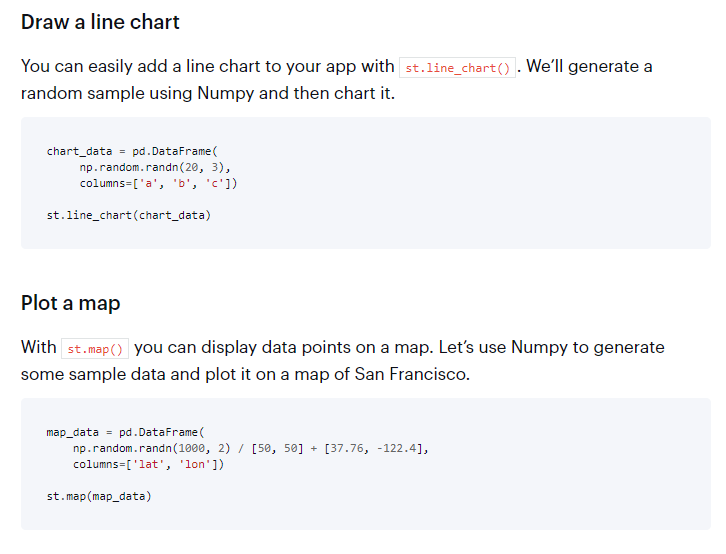 Draw a line chart
You can easily add a line chart to your app with st.line_chart() . We’ll generate a
random sample using Numpy and then chart it.
chart_data = pd.DataFrame(
     np.random.randn(20, 3),
     columns=['a', 'b', 'c'])
st.line_chart(chart_data)
Plot a map
With st.map() you can display data points on a map. Let’s use Numpy to generate
some sample data and plot it on a map of San Francisco.
map_data = pd.DataFrame(
    np.random.randn(1000, 2) / [50, 50] + [37.76, -122.4],
    columns=['lat', 'lon'])
st.map(map_data)